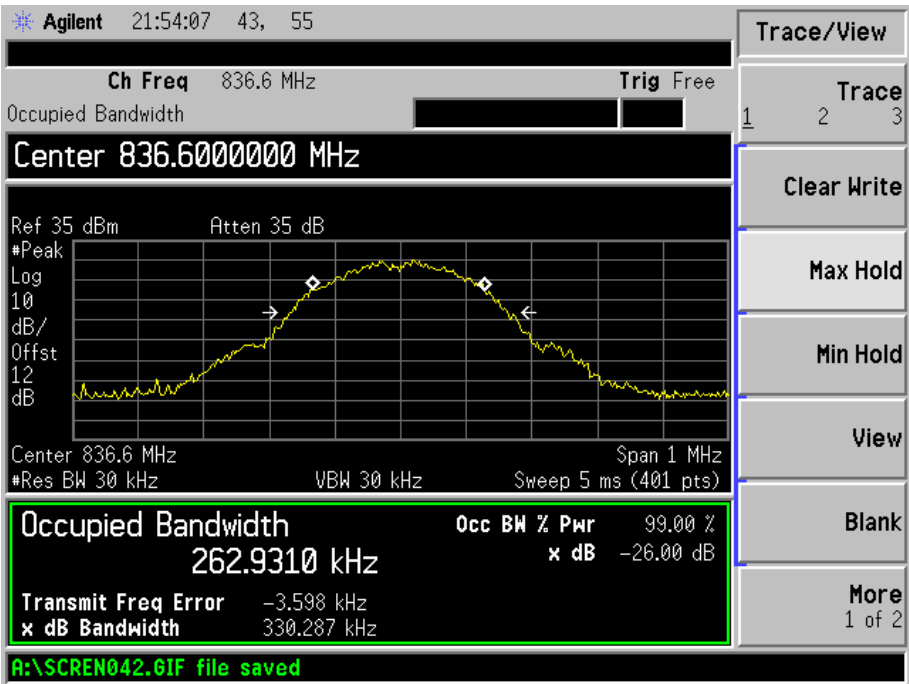 Agilent 21:54:07 43, 55
Trace/View
Ch Freq 836.6 MHz Trig Free
Occupied Bandwidth
Trace
1 2 3
Center 836.6000000 MHz
Clear Write
Ref 35 dBm Atten 35 dB
#Peak
Log
10
dB/
Offst
12
dB
Max Hold
Min Hold
Center 836.6 MHz Span 1 MHz
#Res BW 30 kHz VBW 30 kHz Sweep 5 ms (401 pts)
View
Occupied Bandwidth Occ BW % Pwr 99.00 %
262.9310 kHz x dB -26.00 dB
Blank
Transmit Freq Error -3.598 kHz
x dB Bandwidth 330.287 kHz
More
1 of 2
A:\SCREN042.GIF file saved